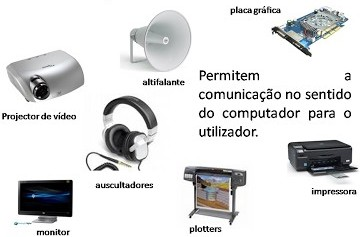 placa gráfica
altifalante
Permitem a
comunicação no sentido
do computador para o
utilizador.
Projector de vídeo
auscultadores
impressora
monitor
plotters